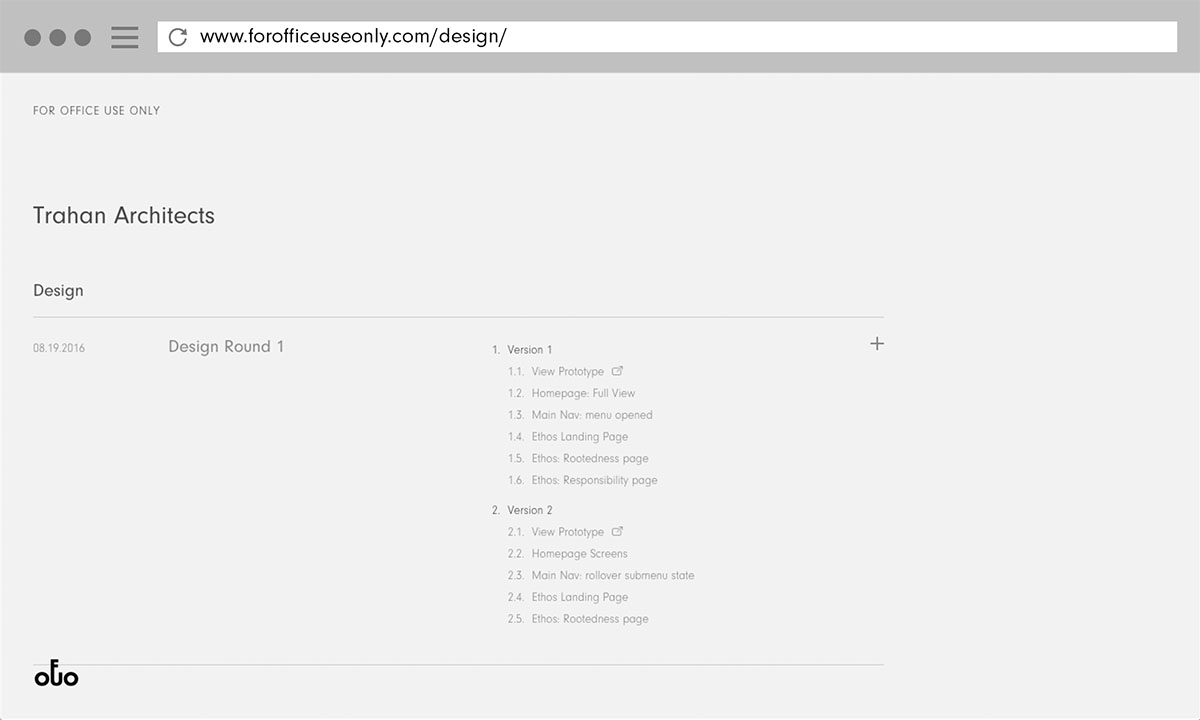 www.forofficeuseonly.com/design/
FOR OFFICE USE ONLY
Trahan Architects
Design
08.19.2016 Design Round 1
1. Version 1
1.1. View Prototype
1.2. Homepage: Full View
1.3. Main Nav: menu opened
1.4. Ethos Landing Page
1.5. Ethos: Rootedness page
1.6. Ethos: Responsibility page
2. Version 2
2.1. View Prototype
2.2. Homepage Screens
2.3. Main Nav: rollover submenu state
2.4. Ethos Landing Page
2.5. Ethos: Rootedness page
ofuo